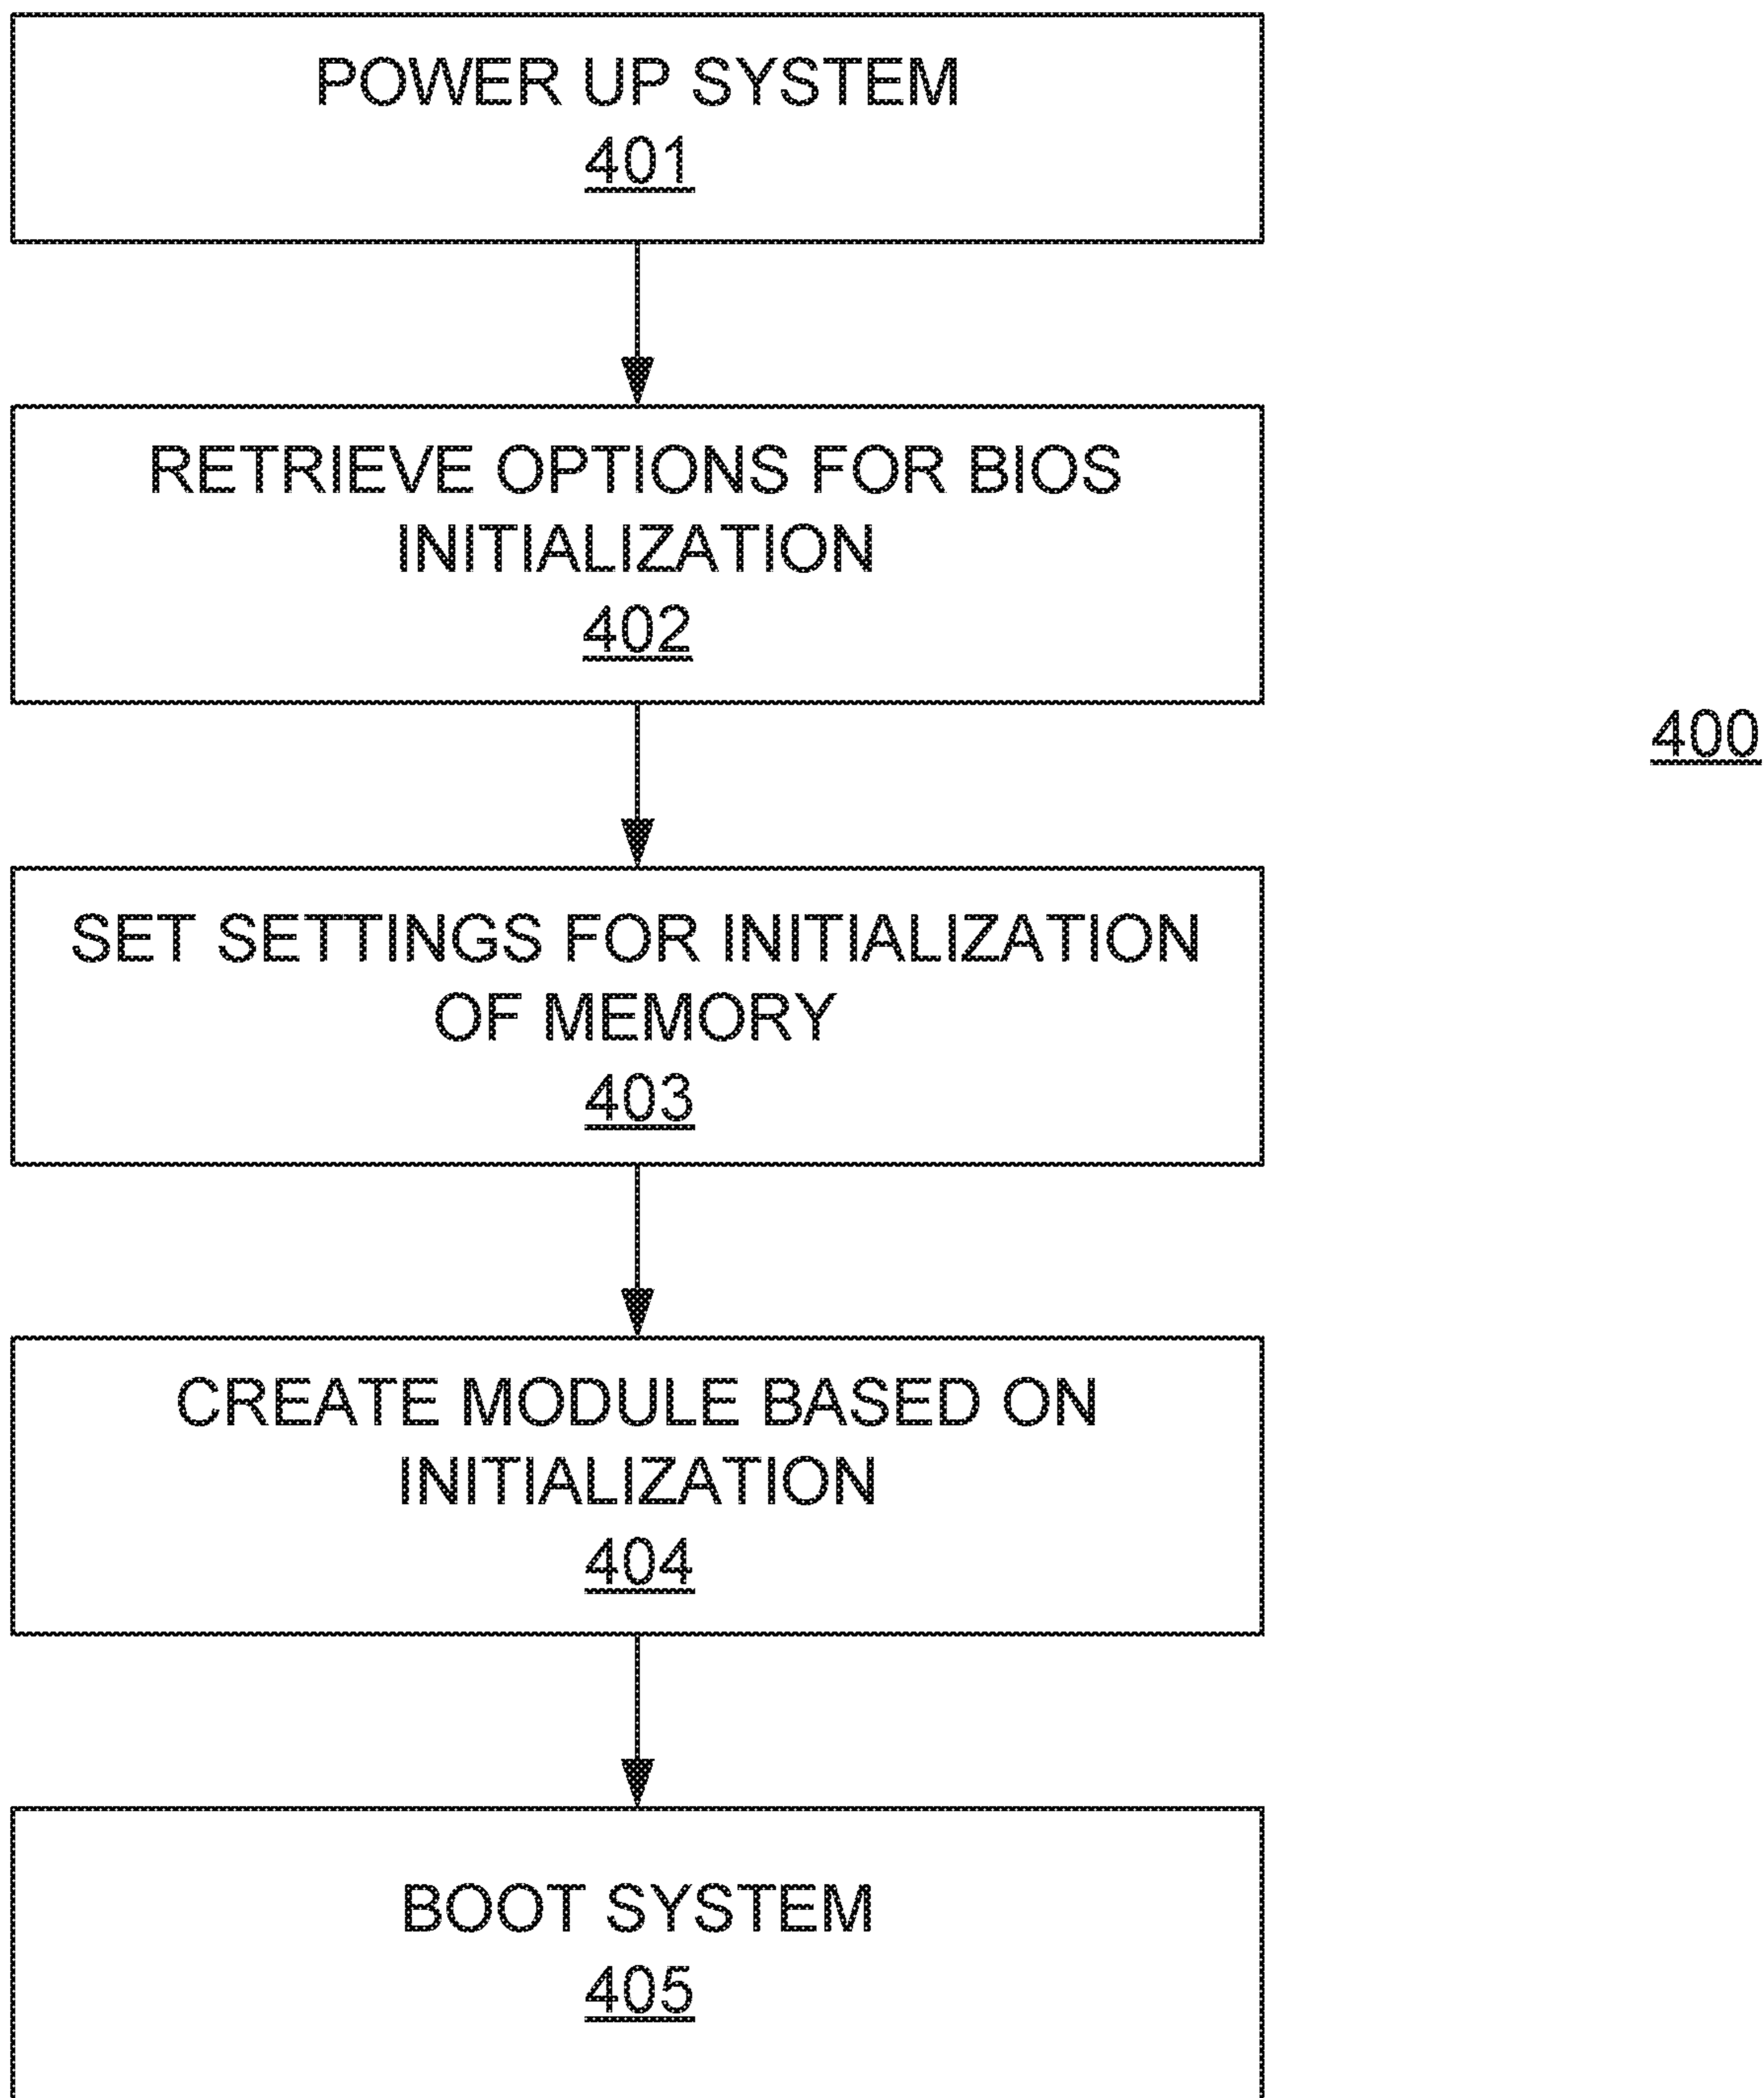 POWER UP SYSTEM
401
RETRIEVE OPTIONS FOR BIOS
INITIALIZATION
402
400
SET SETTINGS FOR INITIALIZATION
OF MEMORY
403
CREATE MODULE BASED ON
INITIALIZATION
404
BOOT SYSTEM
405